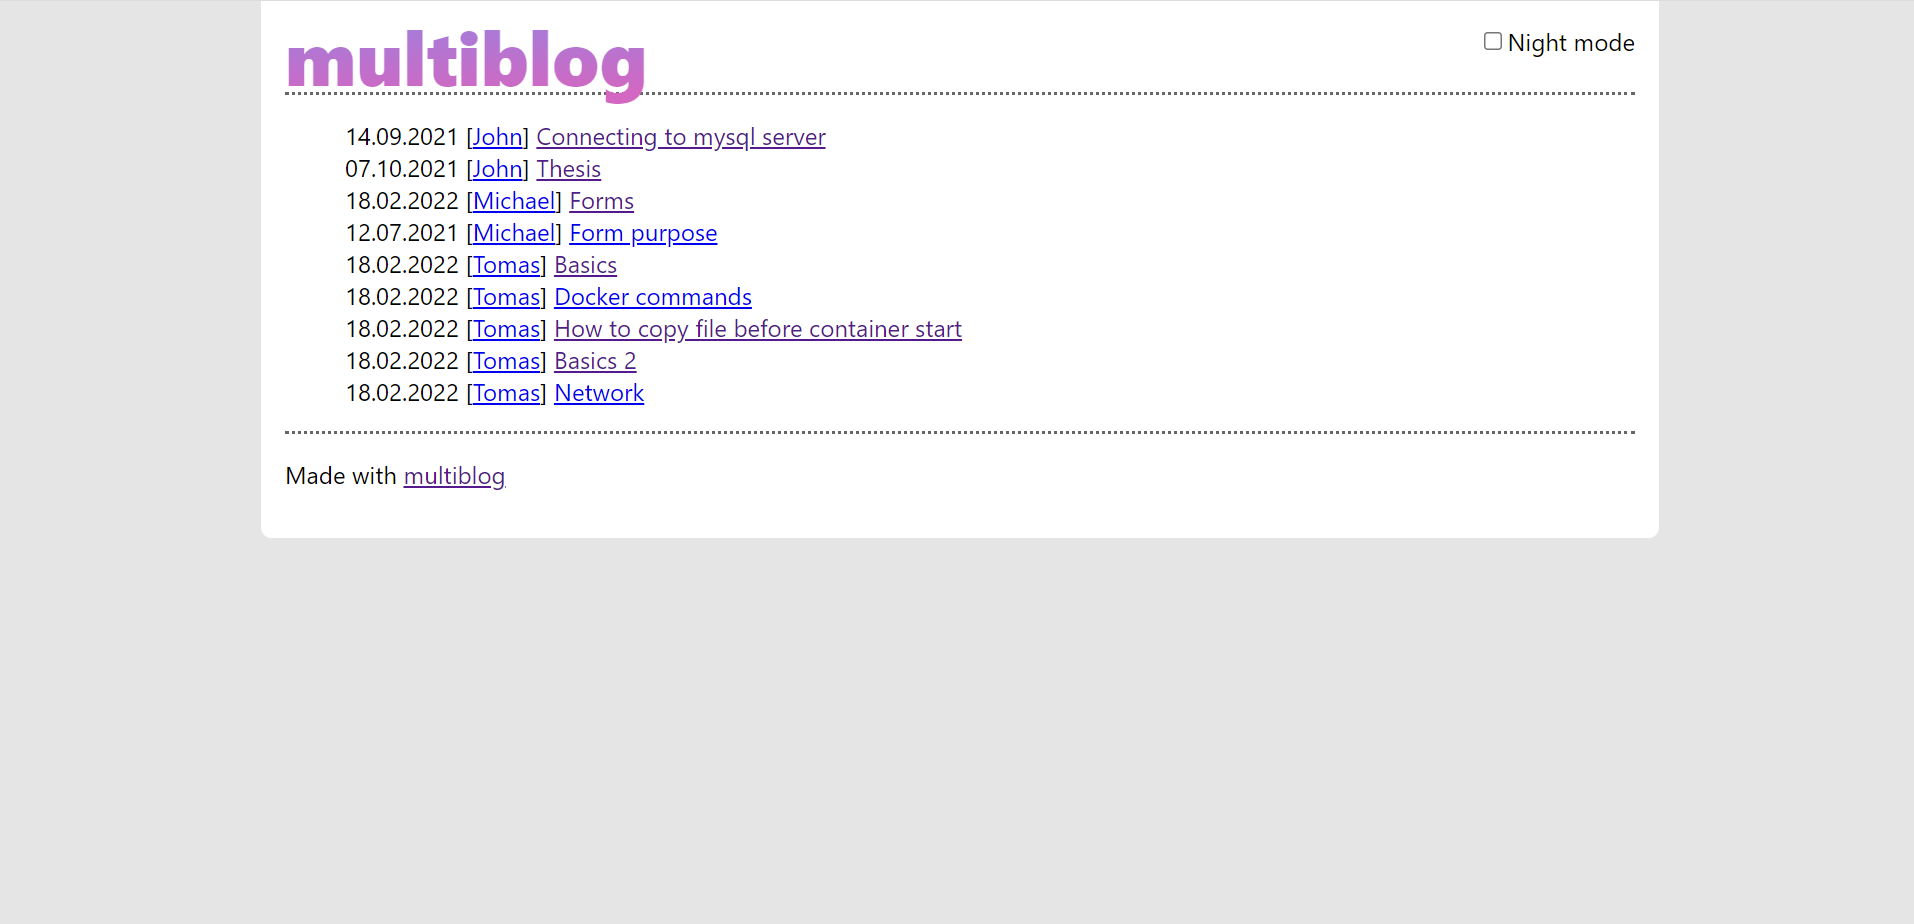 multiblog
Night mode
14.09.2021 [John] Connecting to mysql server
07.10.2021 [John] Thesis
18.02.2022 [Michael] Forms
12.07.2021 [Michael] Form purpose
18.02.2022 [Tomas] Basics
18.02.2022 [Tomas] Docker commands
18.02.2022 [Tomas] How to copy file before container start
18.02.2022 [Tomas] Basics 2
18.02.2022 [Tomas] Network
Made with multiblog